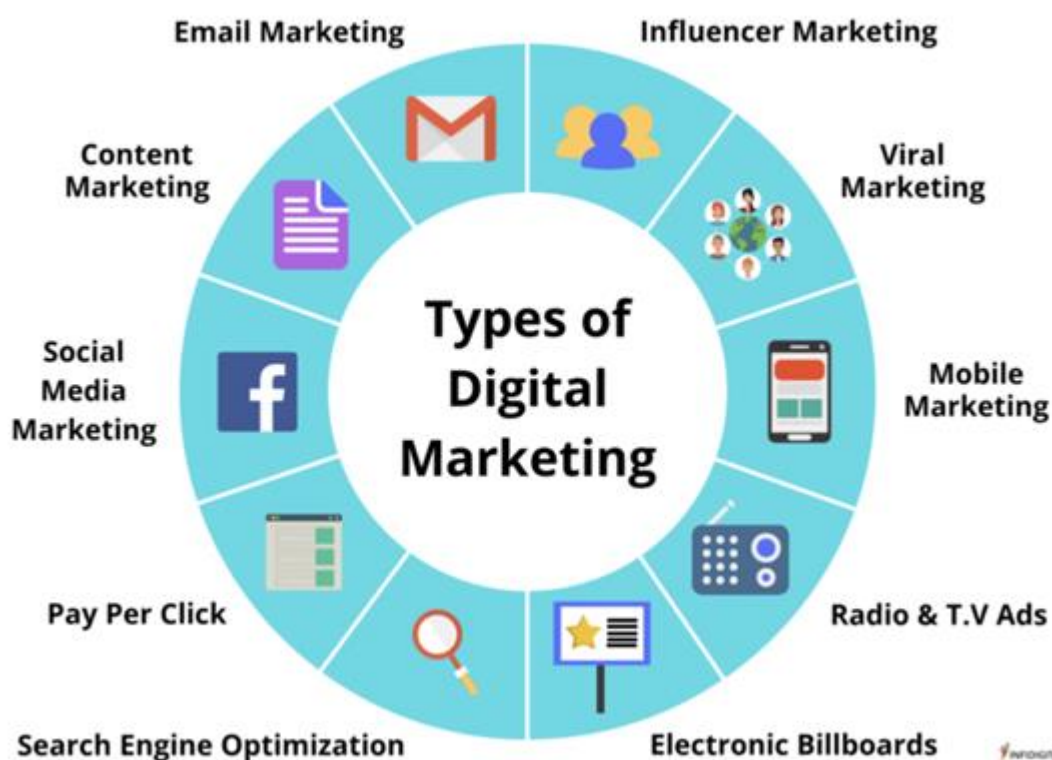 Email Marketing
Influencer Marketing
Content
Marketing
Viral
Marketing
Types of
Digital
Marketing
Social
Media
Marketing
Mobile
Marketing
Pay Per Click
Radio & T.V Ads
Search Engine Optimization
Electronic Billboards